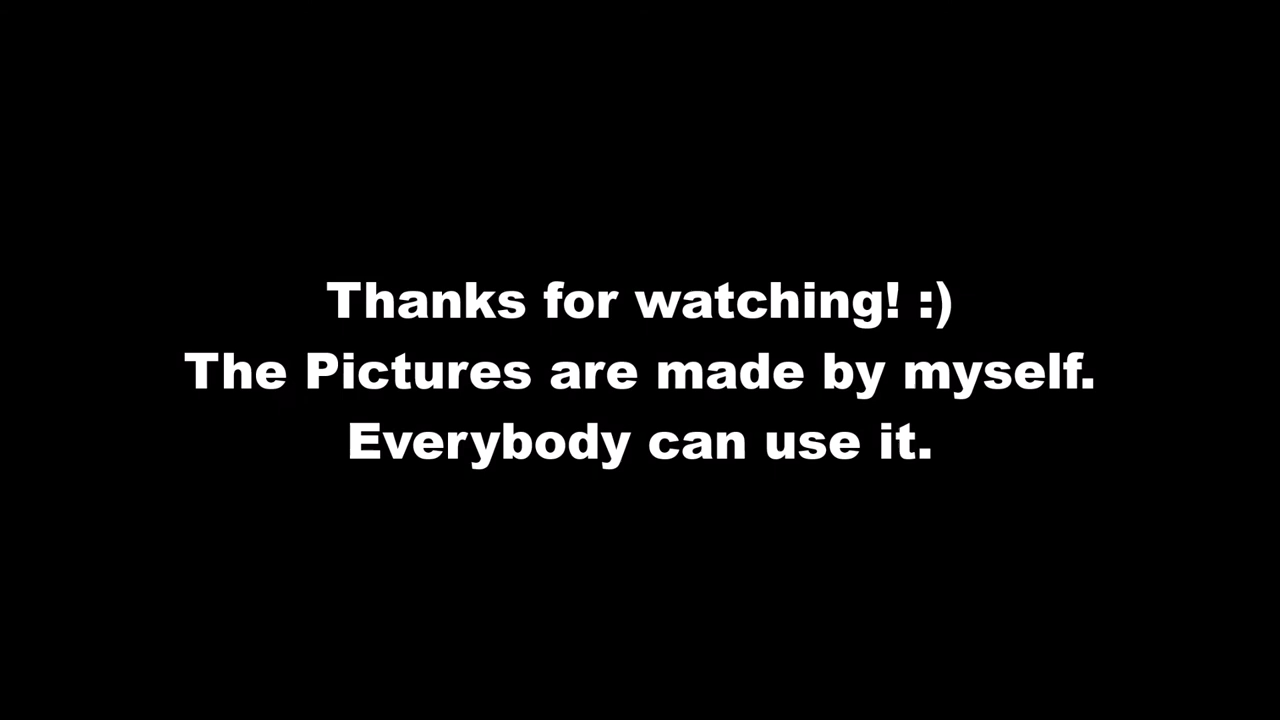 Thanks for watching! :)
The Pictures are made by myself.
Everybody can use it.